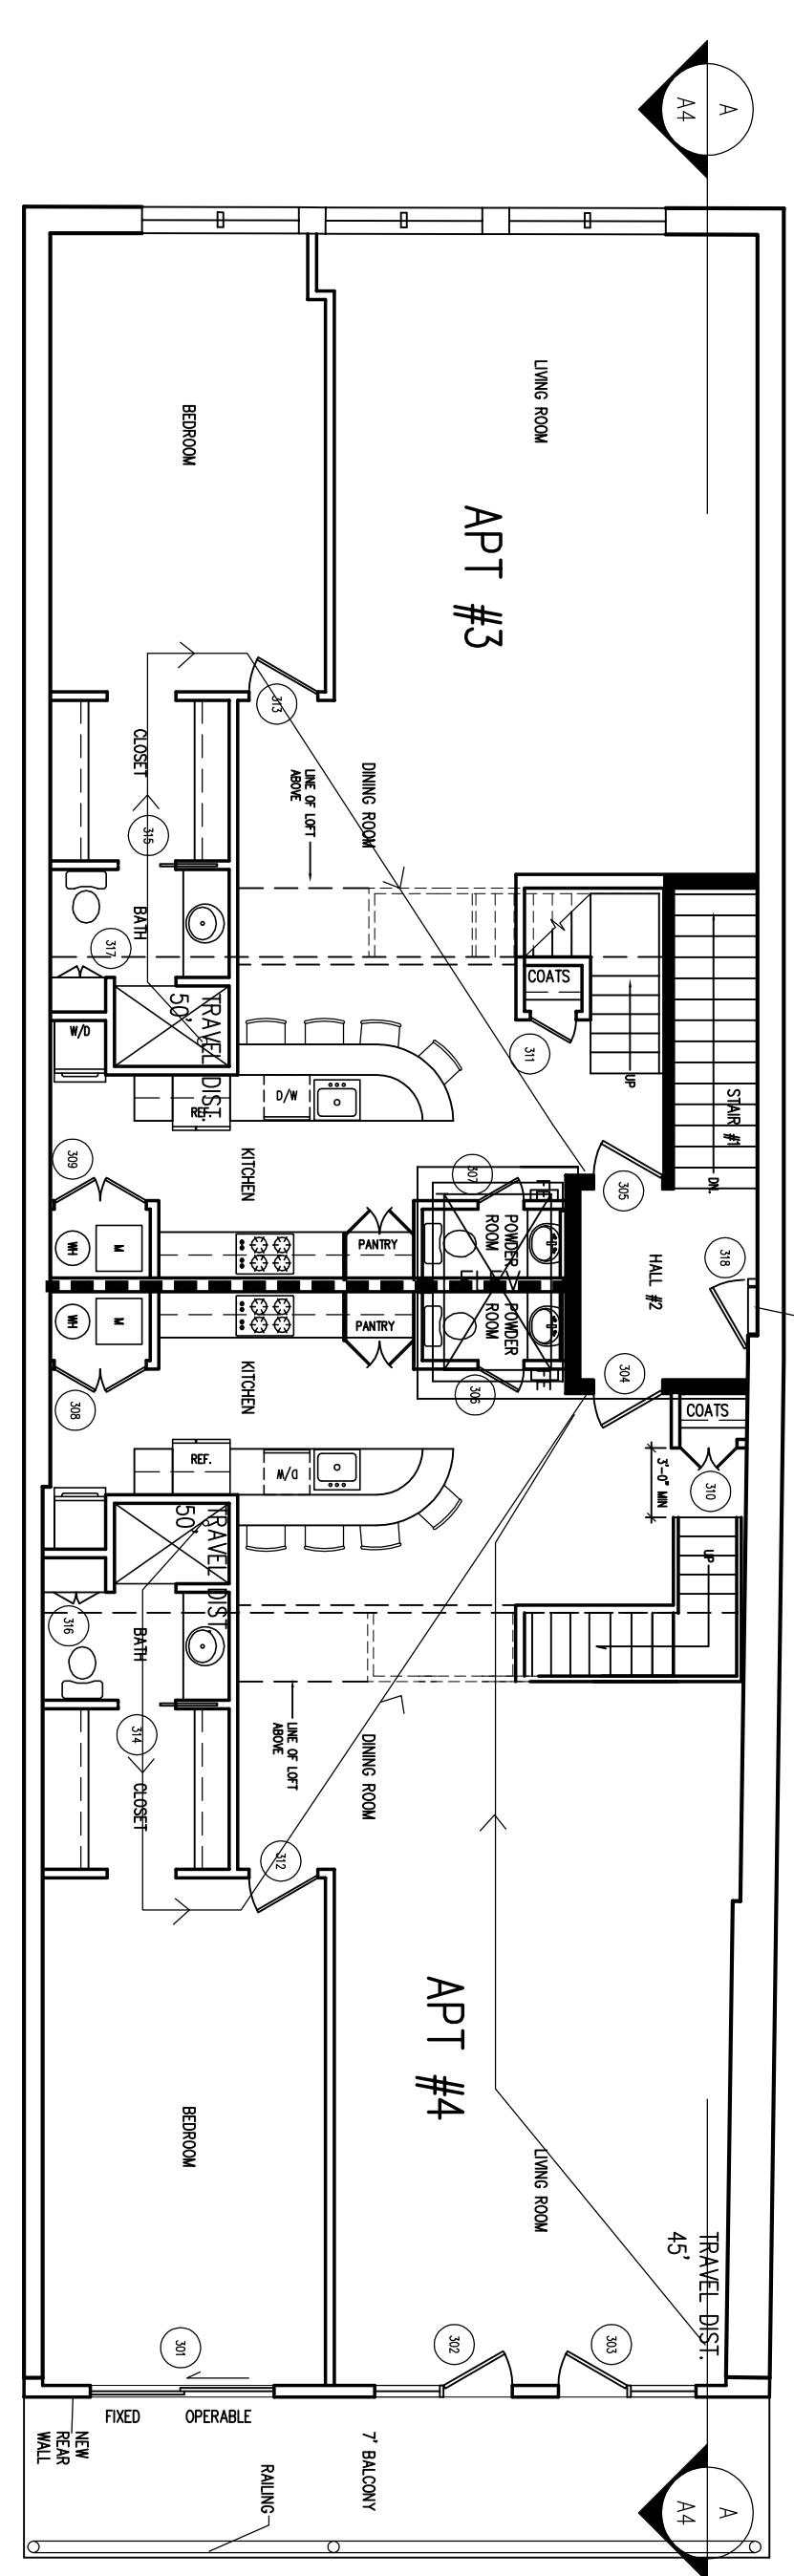 A
A4
LIVING ROOM
BEDROOM
APT #3
313
CLOSET
DINING ROOM
LINE OF LOFT
ABOVE
315
BATH
317
COATS
TRAVEL DIST.
50'
W/D
311
UP
D/W
REF.
STAIR #1
DN.
309
KITCHEN
307
305
318
WH
M
PANTRY
POWDER
ROOM
HALL #2
WH
M
PANTRY
POWDER
ROOM
308
KITCHEN
306
304
COATS
310
3'-0" MIN
REF.
D/W
TRAVEL DIST.
50'
UP
316
BATH
314
LINE OF LOFT
ABOVE
DINING ROOM
CLOSET
312
APT #4
BEDROOM
LIVING ROOM
TRAVEL DIST.
45'
301
302
303
FIXED
OPERABLE
NEW
REAR
WALL
7' BALCONY
RAILING
A
A4